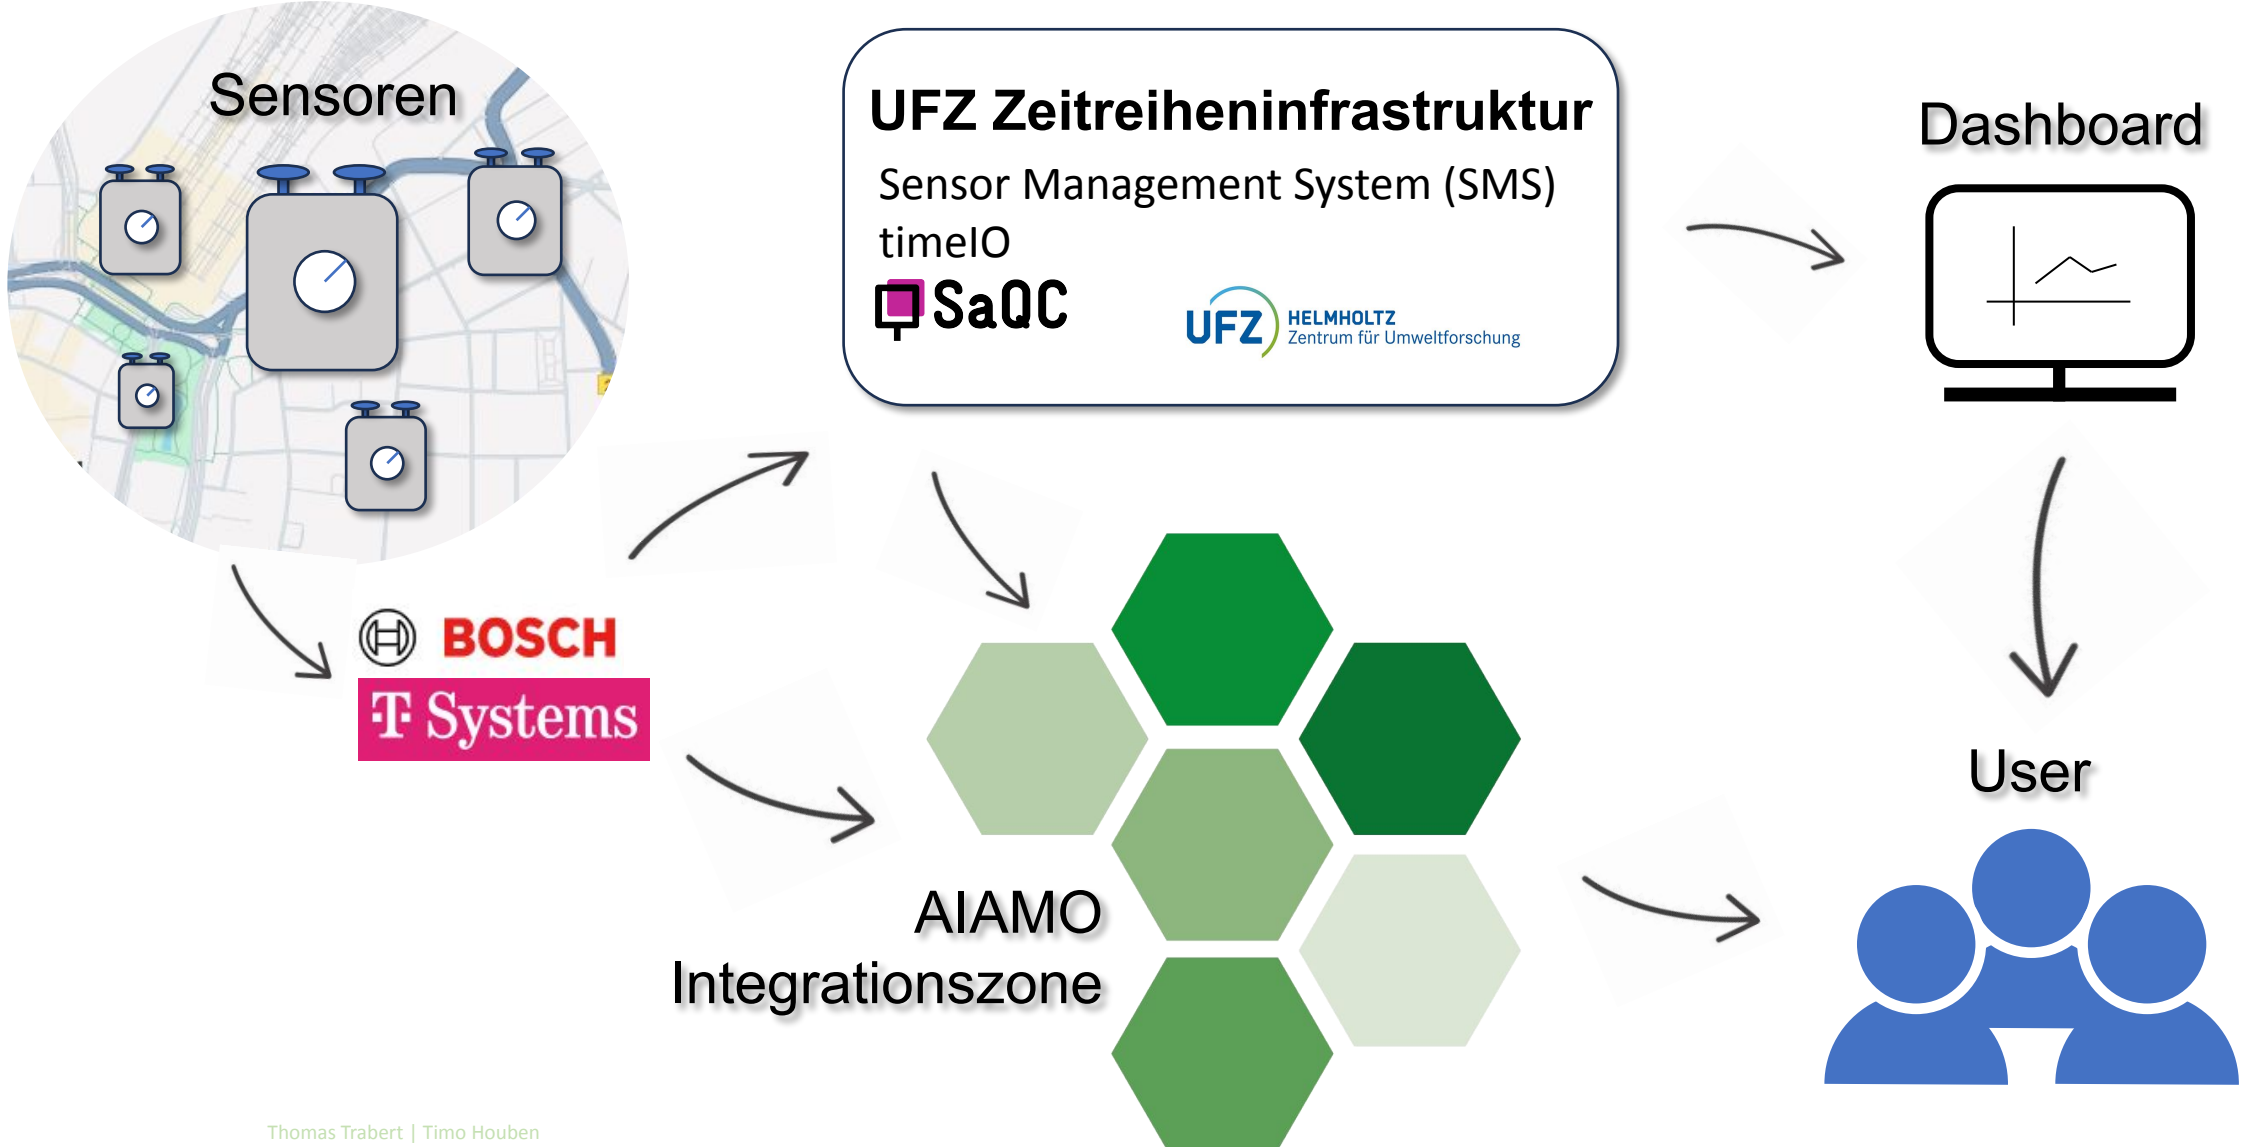 Sensoren
UFZ Zeitreiheninfrastruktur
Sensor Management System (SMS)
timeIO
SaQC
UFZ
HELMHOLTZ
Zentrum für Umweltforschung
Dashboard
BOSCH
T Systems
User
AIAMO
Integrationszone
Thomas Trabert | Timo Houben